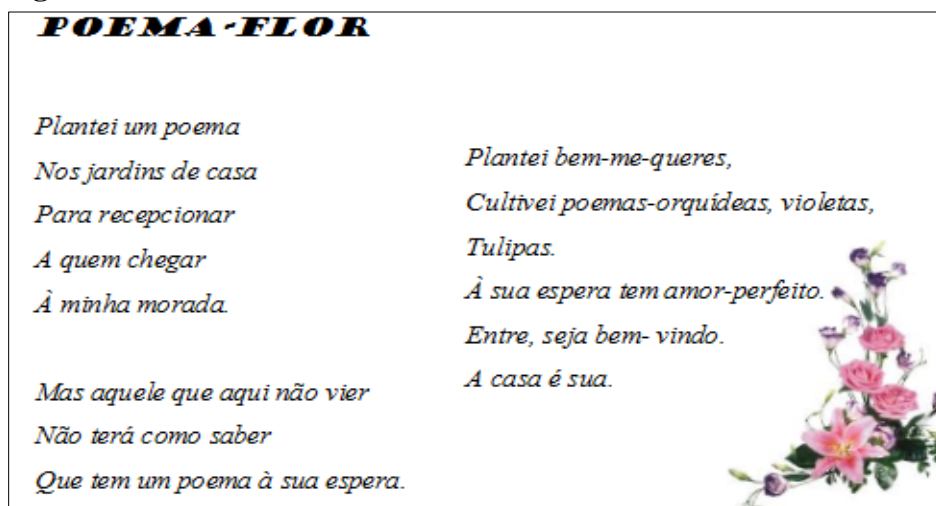 POEMA-FLOR
Plantei um poema
Nos jardins de casa
Para recepcionar
A quem chegar
À minha morada.
Mas aquele que aqui não vier
Não terá como saber
Que tem um poema à sua espera.
Plantei bem-me-queres,
Cultivei poemas-orquídeas, violetas,
Tulipas.
À sua espera tem amor-perfeito.
Entre, seja bem- vindo.
A casa é sua.